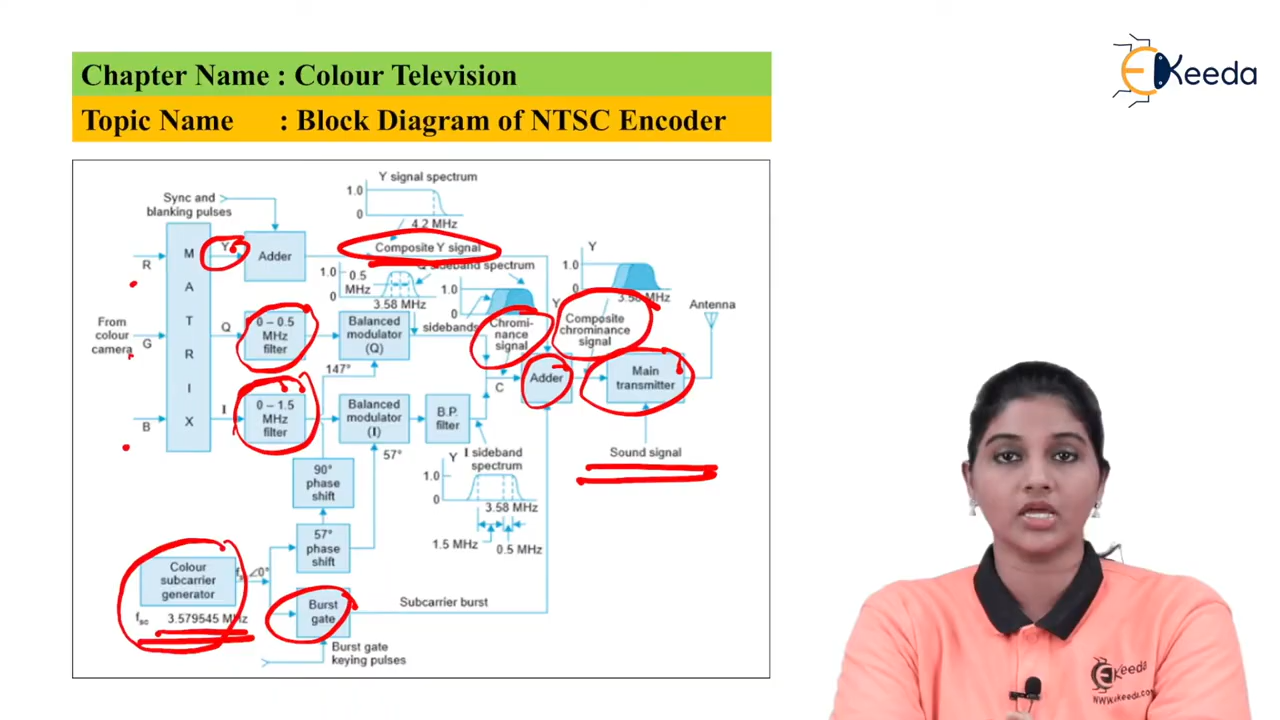 Chapter Name : Colour Television
Topic Name : Block Diagram of NTSC Encoder
EKeeda
Y signal spectrum
1.0
0
4.2 MHz
Sync and
blanking pulses
M
A
T
R
I
X
R
From
colour
camera
G
B
Y
Adder
Composite Y signal
Q sideband spectrum
1.0
0.5
MHz
0
3.58 MHz
1.0
0
Y
1.0
0
3.58 MHz
Q
0 – 0.5
MHz
filter
Balanced
modulator
(Q)
sidebands
Chromi-
nance
signal
Y
Composite
chrominance
signal
Antenna
147°
C
Adder
Main
transmitter
I
0 – 1.5
MHz
filter
Balanced
modulator
(I)
B.P.
filter
57°
Sound signal
90°
phase
shift
Y
I sideband
spectrum
1.0
0
3.58 MHz
1.5 MHz
0.5 MHz
57°
phase
shift
Colour
subcarrier
generator
∠0°
fsc 3.579545 MHz
Burst
gate
Subcarrier burst
Burst gate
keying pulses
EKeeda
www.ekeeda.com